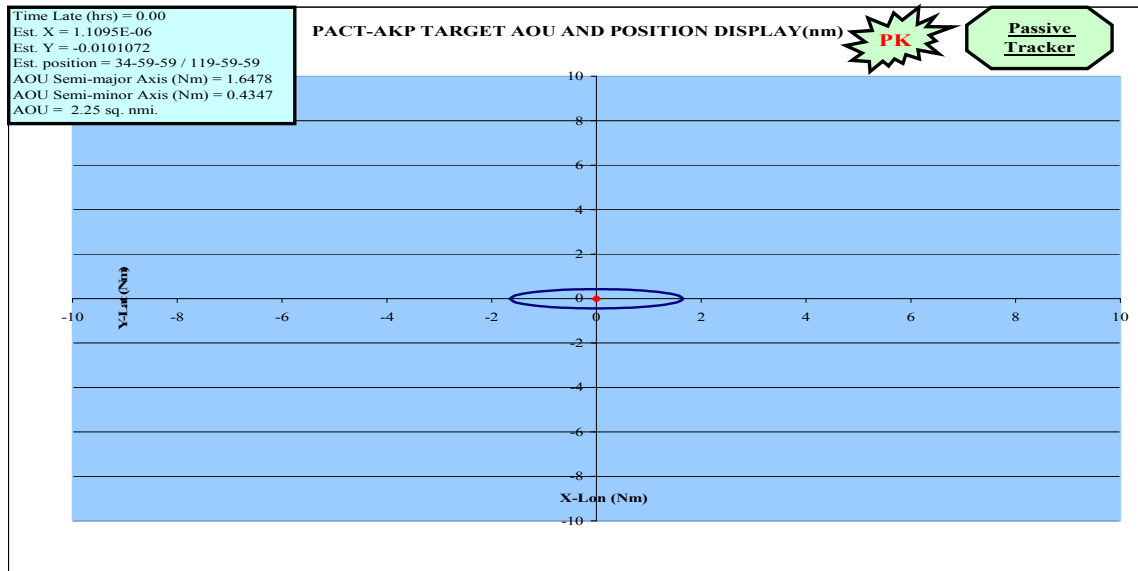 Time Late (hrs) = 0.00
Est. X = 1.1095E-06
Est. Y = -0.0101072
Est. position = 34-59-59 / 119-59-59
AOU Semi-major Axis (Nm) = 1.6478
AOU Semi-minor Axis (Nm) = 0.4347
AOU = 2.25 sq. nmi.
PACT-AKP TARGET AOU AND POSITION DISPLAY(nm)
PK
Passive
Tracker
10
8
6
4
2
0
-10 -8 -6 -4 -2 0 2 4 6 8 10
-2
-4
-6
-8
-10
Y-Lat (Nm)
X-Lon (Nm)